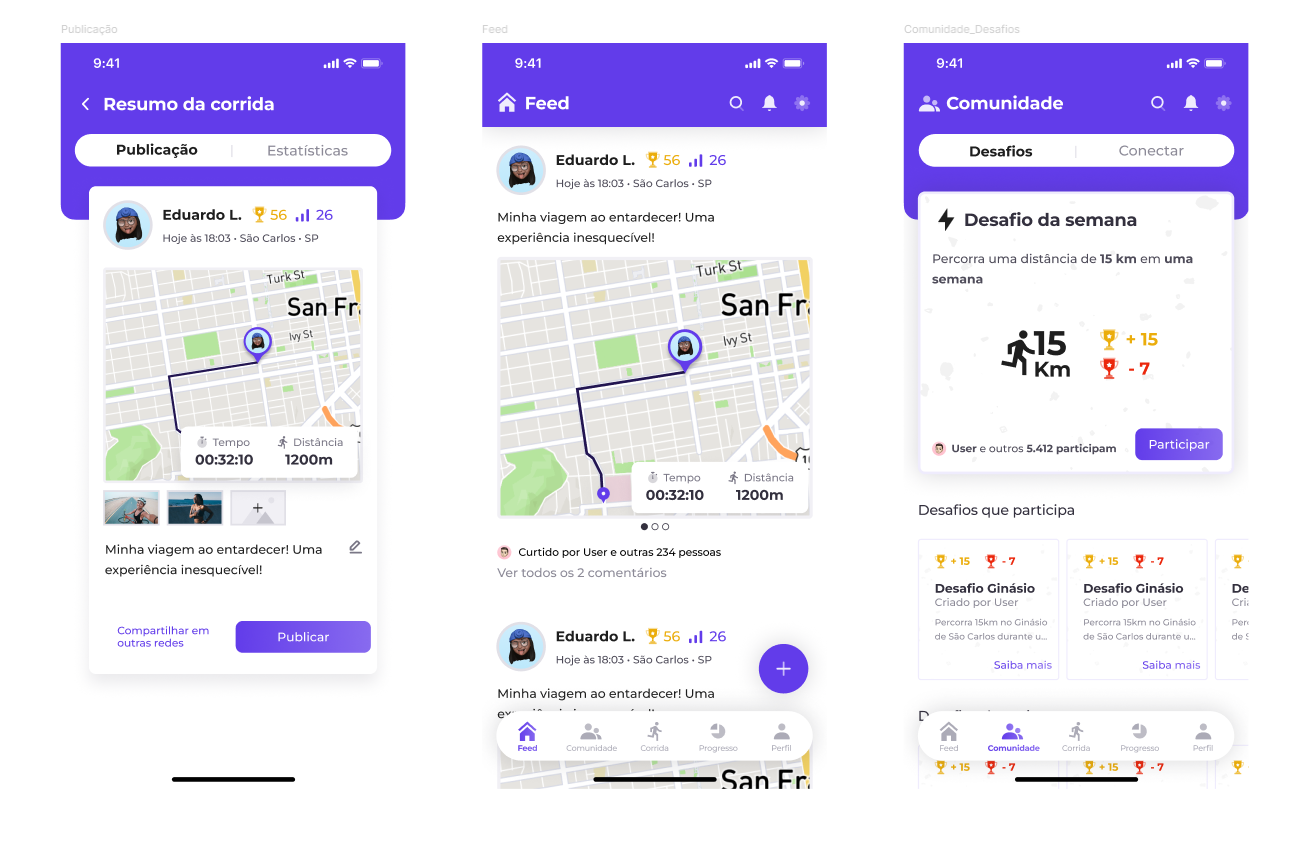 Publicação
9:41
Resumo da corrida
Publicação
Estatísticas
Eduardo L. 56 26
Hoje às 18:03 • São Carlos • SP
Turk St
San Fr
Ivy St
Tempo
Distância
00:32:10
1200m
+
Minha viagem ao entardecer! Uma
experiência inesquecível!
Compartilhar em
outras redes
Publicar
Feed
9:41
Feed
Eduardo L. 56 26
Hoje às 18:03 • São Carlos • SP
Minha viagem ao entardecer! Uma
experiência inesquecível!
Turk St
San Fr
Ivy St
Tempo
Distância
00:32:10
1200m
Curtido por User e outras 234 pessoas
Ver todos os 2 comentários
Eduardo L. 56 26
Hoje às 18:03 • São Carlos • SP
Minha viagem ao entardecer! Uma
+
Feed
Comunidade
Corrida
Progresso
Perfil
San Fr
Comunidade_Desafios
9:41
Comunidade
Desafios
Conectar
Desafio da semana
Percorra uma distância de 15 km em uma
semana
15
Km
+ 15
- 7
User e outros 5.412 participam
Participar
Desafios que participa
+ 15 - 7
Desafio Ginásio
Criado por User
Percorra 15km no Ginásio
de São Carlos durante u...
Saiba mais
+ 15 - 7
Desafio Ginásio
Criado por User
Percorra 15km no Ginásio
de São Carlos durante u...
Saiba mais
De
Cria
Perc
de S
Feed
Comunidade
Corrida
Progresso
Perfil
+ 15 - 7
+ 15 - 7